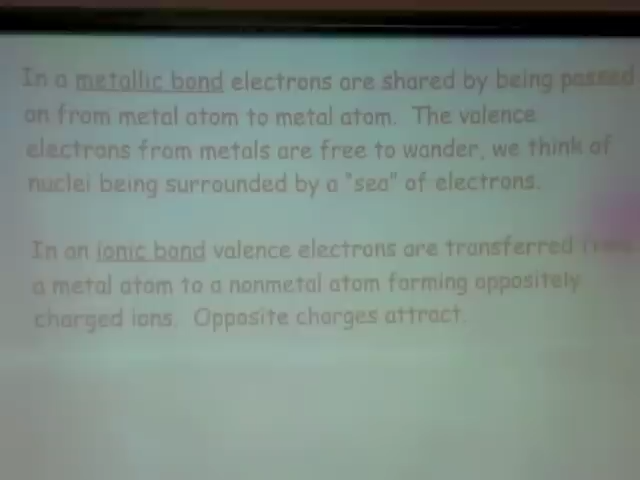 In a metallic bond electrons are shared by being passed
on from metal atom to metal atom. The valence
electrons from metals are free to wander, we think of
nuclei being surrounded by a "sea" of electrons.
In an ionic bond valence electrons are transferred from
a metal atom to a nonmetal atom forming oppositely
charged ions. Opposite charges attract.